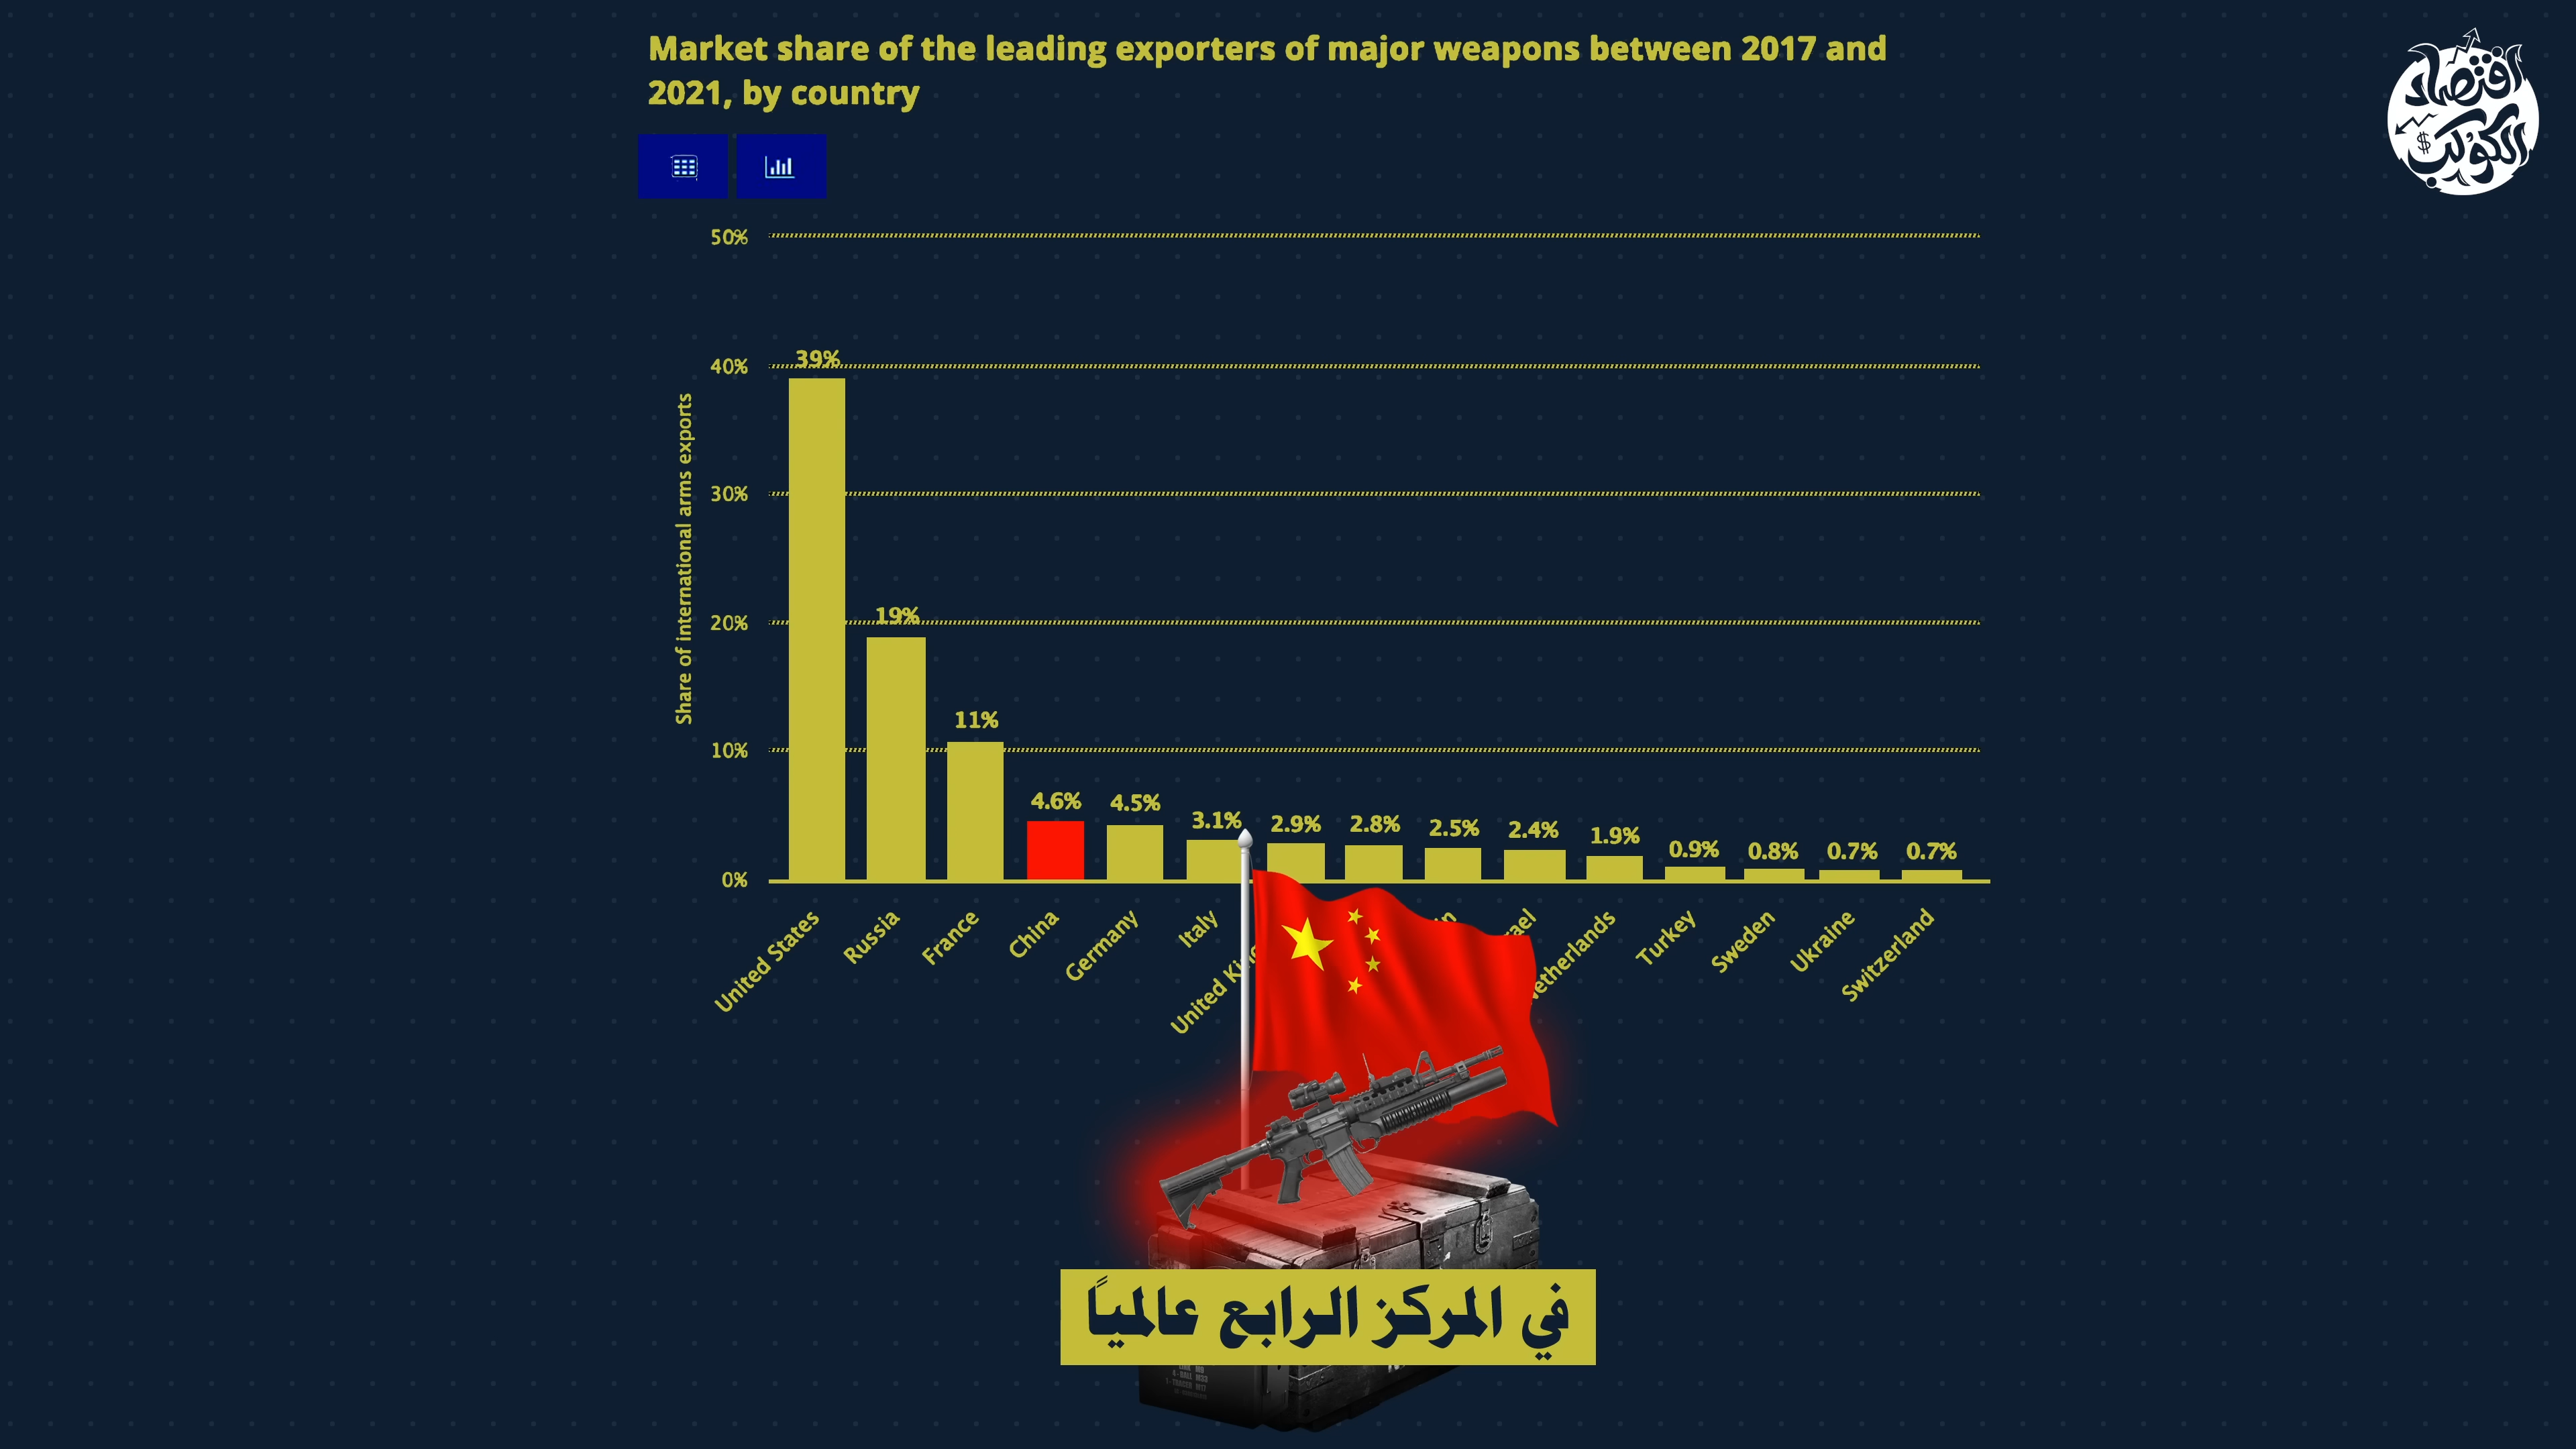 Market share of the leading exporters of major weapons between 2017 and
2021, by country
اقتصاد
الكوكب
$
50%
40%
30%
20%
10%
0%
Share of international arms exports
39%
19%
11%
4.6%
4.5%
3.1%
2.9%
2.8%
2.5%
2.4%
1.9%
0.9%
0.8%
0.7%
0.7%
United States
Russia
France
China
Germany
Italy
United
Turkey
Sweden
Ukraine
Switzerland
في المركز الرابع عالمياً